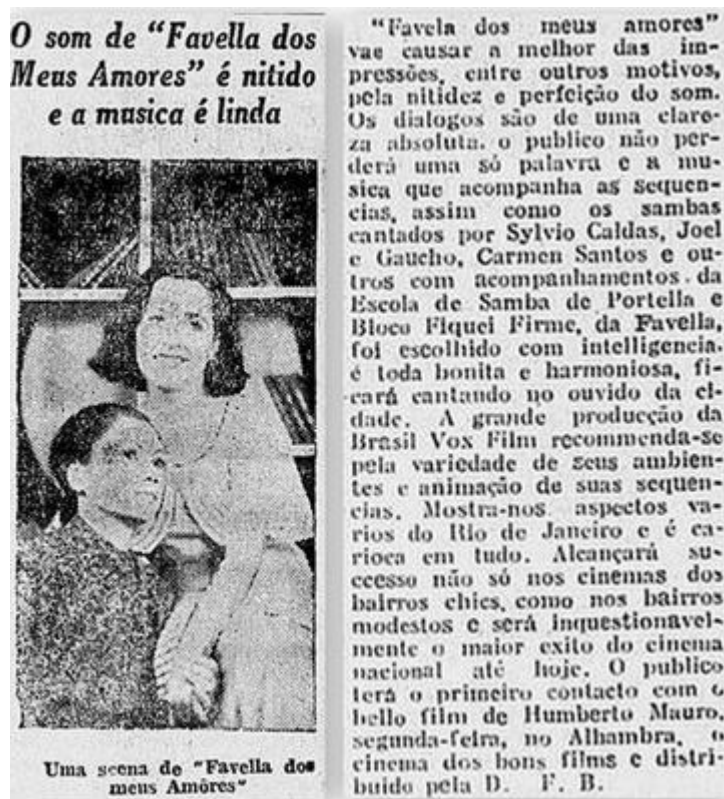 O som de "Favella dos
Meus Amores" é nitido
e a musica é linda
Uma scena de "Favella dos
meus Amôres"
"Favela dos meus amores"
vae causar a melhor das im-
pressões, entre outros motivos,
pela nitidez e perfeição do som.
Os dialogos são de uma clare-
za absoluta. o publico não per-
derá uma só palavra e a mu-
sica que acompanha as sequen-
cias, assim como os sambas
cantados por Sylvio Caldas, Joel
e Gaucho, Carmen Santos e ou-
tros com acompanhamentos da
Escola de Samba de Portella e
Bloco Fiquei Firme, da Favella,
foi escolhido com intelligencia.
é toda bonita e harmoniosa, fi-
cará cantando no ouvido da ci-
dade. A grande producção da
Brasil Vox Film recommenda-se
pela variedade de seus ambien-
tes e animação de suas sequen-
cias. Mostra-nos aspectos va-
rios do Rio de Janeiro e é ca-
rioca em tudo. Alcançará suc-
cesso não só nos cinemas dos
bairros chics, como nos bairros
modestos e será inquestionavel-
mente o maior exito do cinema
nacional até hoje. O publico
terá o primeiro contacto com o
bello film de Humberto Mauro,
segunda-feira, no Alhambra, o
cinema dos bons films e distri-
buido pela D. F. B.